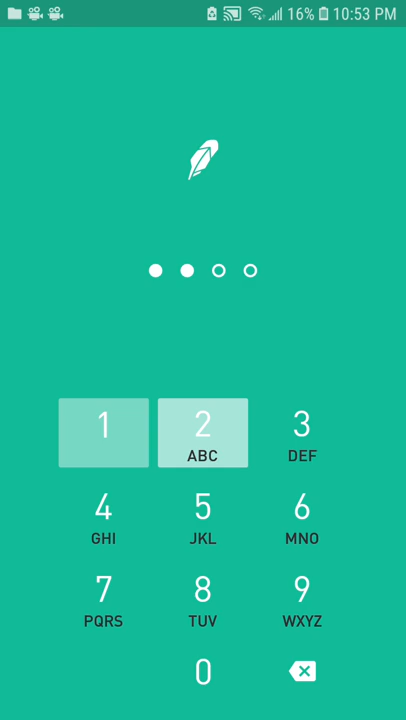 16% 10:53 PM
1 2 3
ABC DEF
4 5 6
GHI JKL MNO
7 8 9
PQRS TUV WXYZ
0